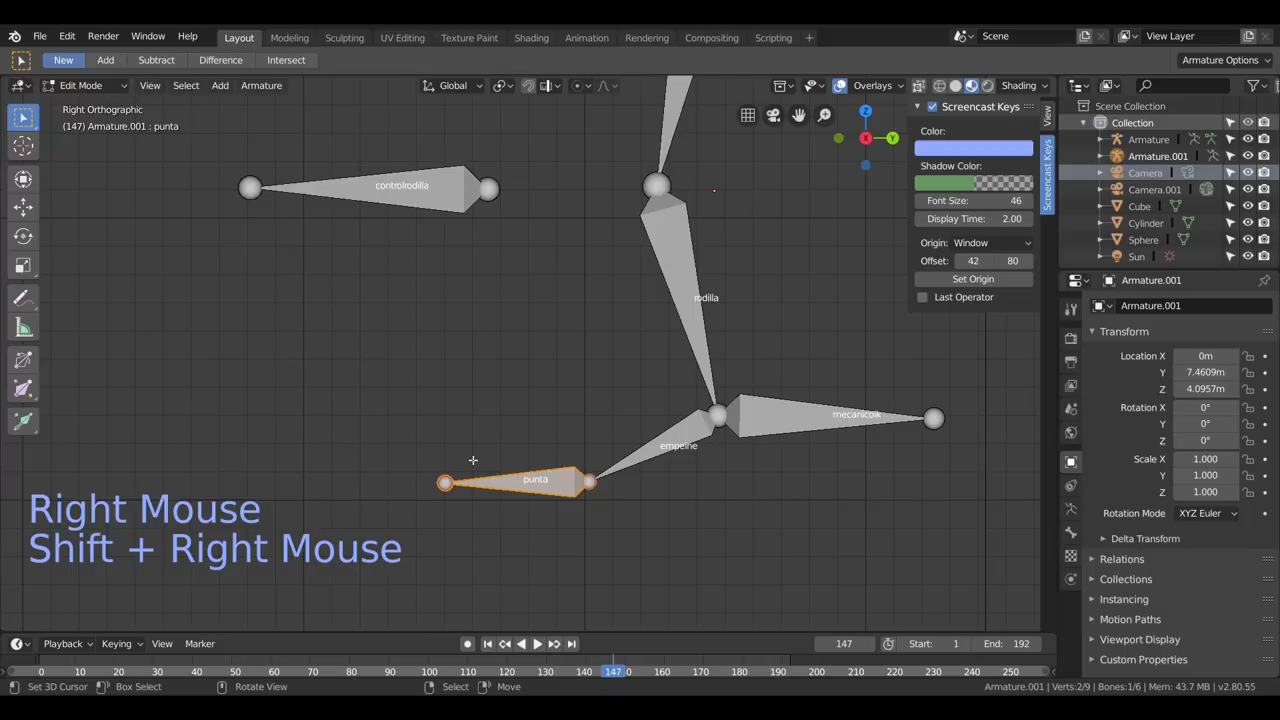 File Edit Render Window Help Layout Modeling Sculpting UV Editing Texture Paint Shading Animation Rendering Compositing Scripting + Scene View Layer
New Add Subtract Difference Intersect Armature Options
Edit Mode View Select Add Armature Global Overlays Shading
Right Orthographic
(147) Armature.001 : punta
Screencast Keys
Color:
Shadow Color:
Font Size: 46
Display Time: 2.00
Origin: Window
Offset: 42 80
Set Origin
Last Operator
View
Screencast Keys
X
Y
Z
controlrodilla
rodilla
mecanicoik
empeine
punta
Right Mouse
Shift + Right Mouse
Scene Collection
Collection
Armature
Armature.001
Camera
Camera.001
Cube
Cylinder
Sphere
Sun
Armature.001
Armature.001
Transform
Location X 0m
Y 7.4609m
Z 4.0957m
Rotation X 0°
Y 0°
Z 0°
Scale X 1.000
Y 1.000
Z 1.000
Rotation Mode XYZ Euler
Delta Transform
Relations
Collections
Instancing
Motion Paths
Viewport Display
Custom Properties
Playback Keying View Marker 147 Start: 1 End: 192
0 10 20 30 40 50 60 70 80 90 100 110 120 130 140 147 160 170 180 190 200 210 220 230 240 250
Set 3D Cursor Box Select Rotate View Select Move Armature.001 | Verts:2/9 | Bones:1/6 | Mem: 43.7 MB | v2.80.55